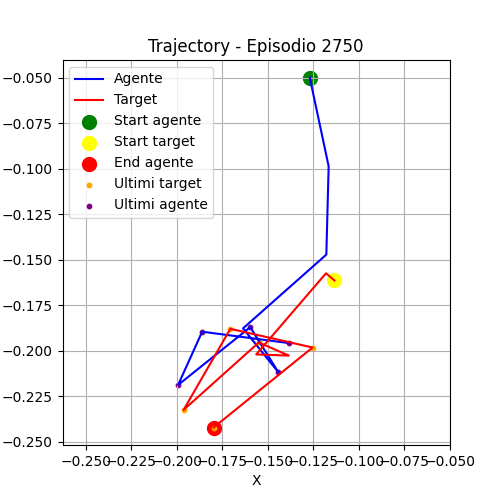 Trajectory - Episodio 2750
Agente
Target
Start agente
Start target
End agente
Ultimi target
Ultimi agente
−0.050
−0.075
−0.100
−0.125
−0.150
−0.175
−0.200
−0.225
−0.250
−0.250 −0.225 −0.200 −0.175 −0.150 −0.125 −0.100 −0.075 −0.050
X